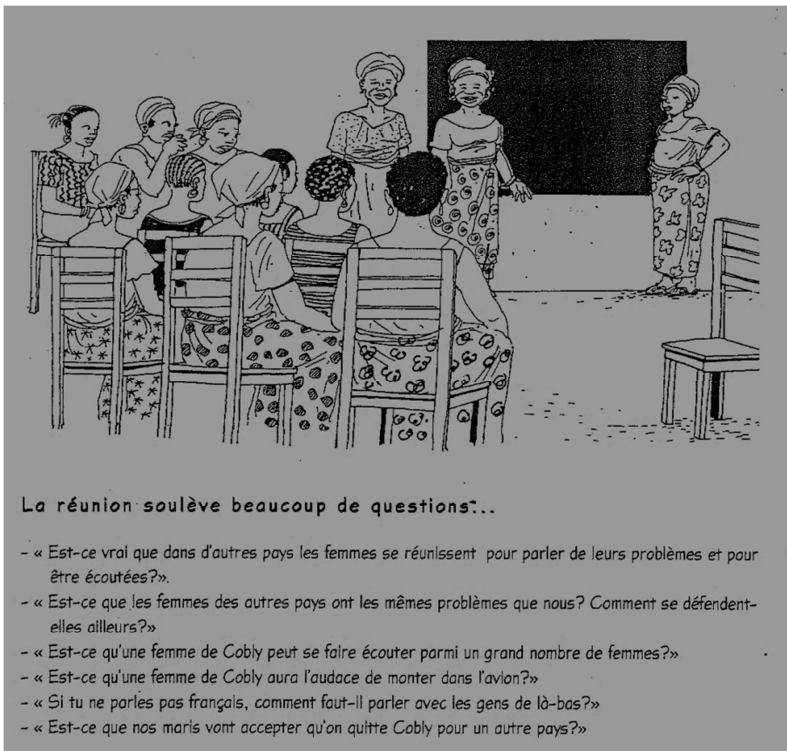 La réunion soulève beaucoup de questions...
- « Est-ce vrai que dans d'autres pays les femmes se réunissent pour parler de leurs problèmes et pour
être écoutées?».
- « Est-ce que les femmes des autres pays ont les mêmes problèmes que nous? Comment se défendent-
elles ailleurs?»
- « Est-ce qu'une femme de Cobly peut se faire écouter parmi un grand nombre de femmes?»
- « Est-ce qu'une femme de Cobly aura l'audace de monter dans l'avion?»
- « Si tu ne parles pas français, comment faut-il parler avec les gens de là-bas?»
- « Est-ce que nos maris vont accepter qu'on quitte Cobly pour un autre pays?»